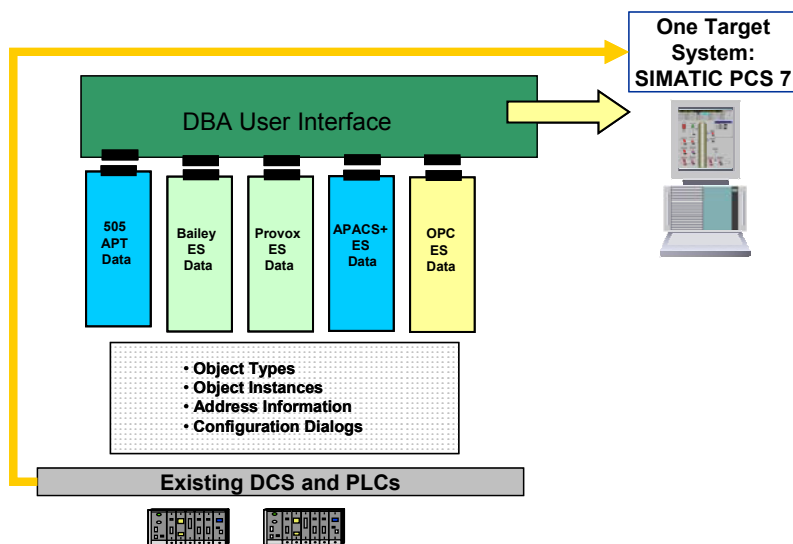 One Target
System:
SIMATIC PCS 7
DBA User Interface
505
APT
Data
Bailey
ES
Data
Provox
ES
Data
APACS+
ES
Data
OPC
ES
Data
• Object Types
• Object Instances
• Address Information
• Configuration Dialogs
Existing DCS and PLCs